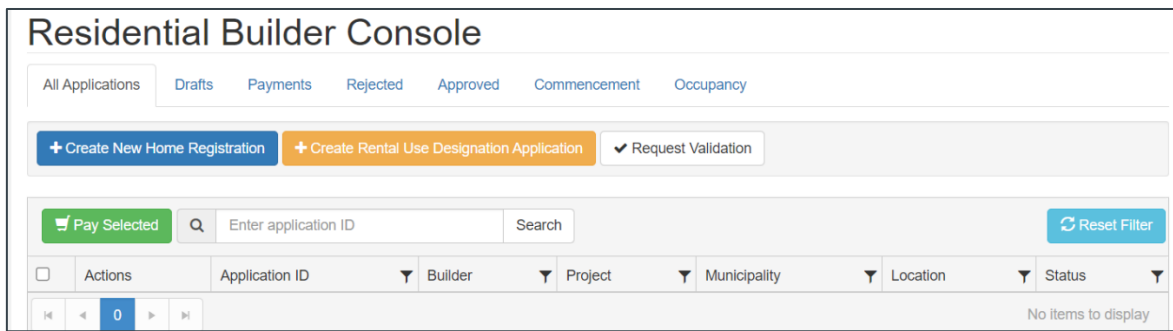 Residential Builder Console
All Applications Drafts Payments Rejected Approved Commencement Occupancy
+ Create New Home Registration + Create Rental Use Designation Application ✔ Request Validation
Pay Selected Enter application ID Search Reset Filter
Actions Application ID Builder Project Municipality Location Status
0 No items to display